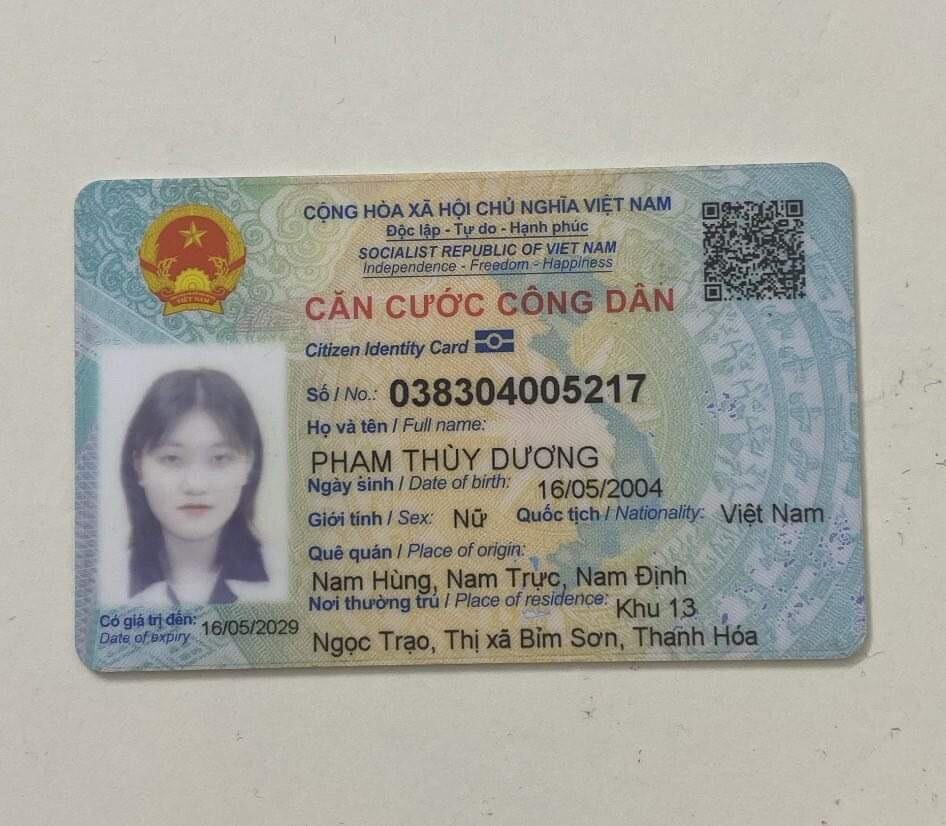 CỘNG HÒA XÃ HỘI CHỦ NGHĨA VIỆT NAM
Độc lập - Tự do - Hạnh phúc
SOCIALIST REPUBLIC OF VIET NAM
Independence - Freedom - Happiness
VIỆT NAM
CĂN CƯỚC CÔNG DÂN
Citizen Identity Card
Số / No.: 038304005217
Họ và tên / Full name:
PHẠM THÙY DƯƠNG
Ngày sinh / Date of birth: 16/05/2004
Giới tính / Sex: Nữ Quốc tịch / Nationality: Việt Nam
Quê quán / Place of origin:
Nam Hùng, Nam Trực, Nam Định
Nơi thường trú / Place of residence: Khu 13
Ngọc Trạo, Thị xã Bỉm Sơn, Thanh Hóa
Có giá trị đến: 16/05/2029
Date of expiry